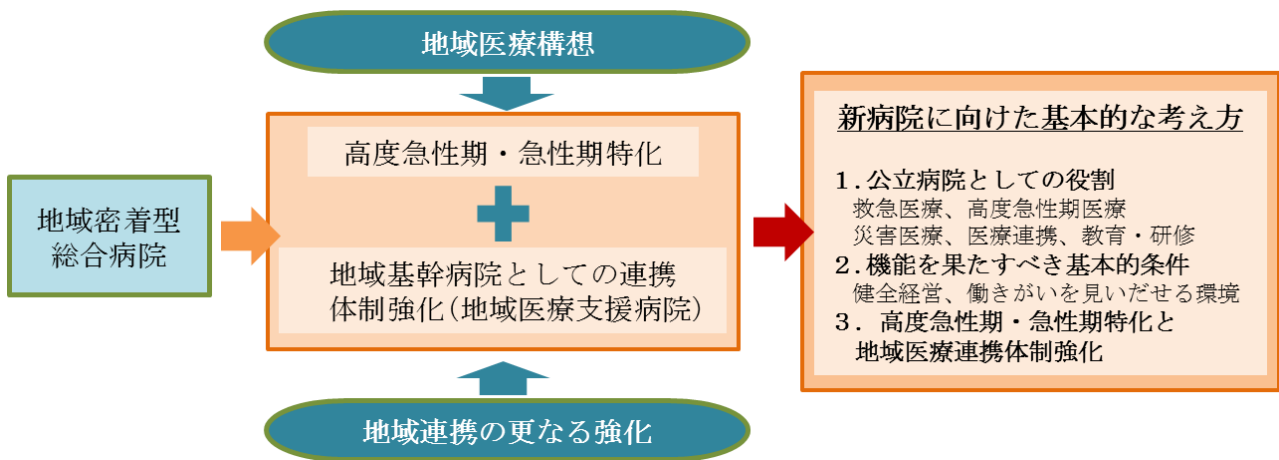 地域医療構想
地域密着型
総合病院
高度急性期・急性期特化
地域基幹病院としての連携
体制強化(地域医療支援病院)
地域連携の更なる強化
新病院に向けた基本的な考え方
1．公立病院としての役割
救急医療、高度急性期医療
災害医療、医療連携、教育・研修
2．機能を果たすべき基本的条件
健全経営、働きがいを見いだせる環境
3．高度急性期・急性期特化と
地域医療連携体制強化